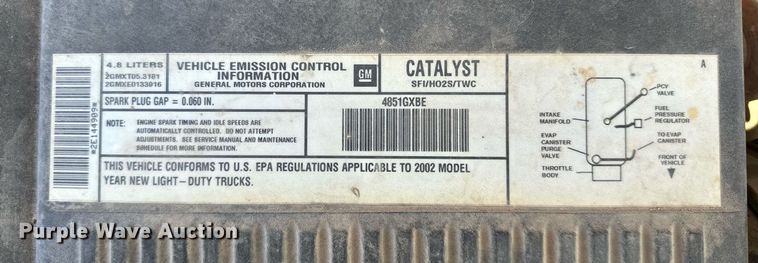 4.8 LITERS
2GMXT05.3181
2GMXE0133916
VEHICLE EMISSION CONTROL
INFORMATION
GENERAL MOTORS CORPORATION
GM
CATALYST
SFI/HO2S/TWC
SPARK PLUG GAP = 0.060 IN.
4851GXBE
NOTE:
ENGINE SPARK TIMING AND IDLE SPEEDS ARE
AUTOMATICALLY CONTROLLED. DO NOT ATTEMPT
ADJUSTMENTS. SEE SERVICE MANUAL AND MAINTENANCE
SCHEDULE FOR MORE INFORMATION.
THIS VEHICLE CONFORMS TO U.S. EPA REGULATIONS APPLICABLE TO 2002 MODEL
YEAR NEW LIGHT-DUTY TRUCKS.
*2E144909*
A
PCV
VALVE
INTAKE
MANIFOLD
FUEL
PRESSURE
REGULATOR
EVAP
CANISTER
PURGE
VALVE
TO EVAP
CANISTER
THROTTLE
BODY
FRONT OF
VEHICLE
Purple Wave Auction